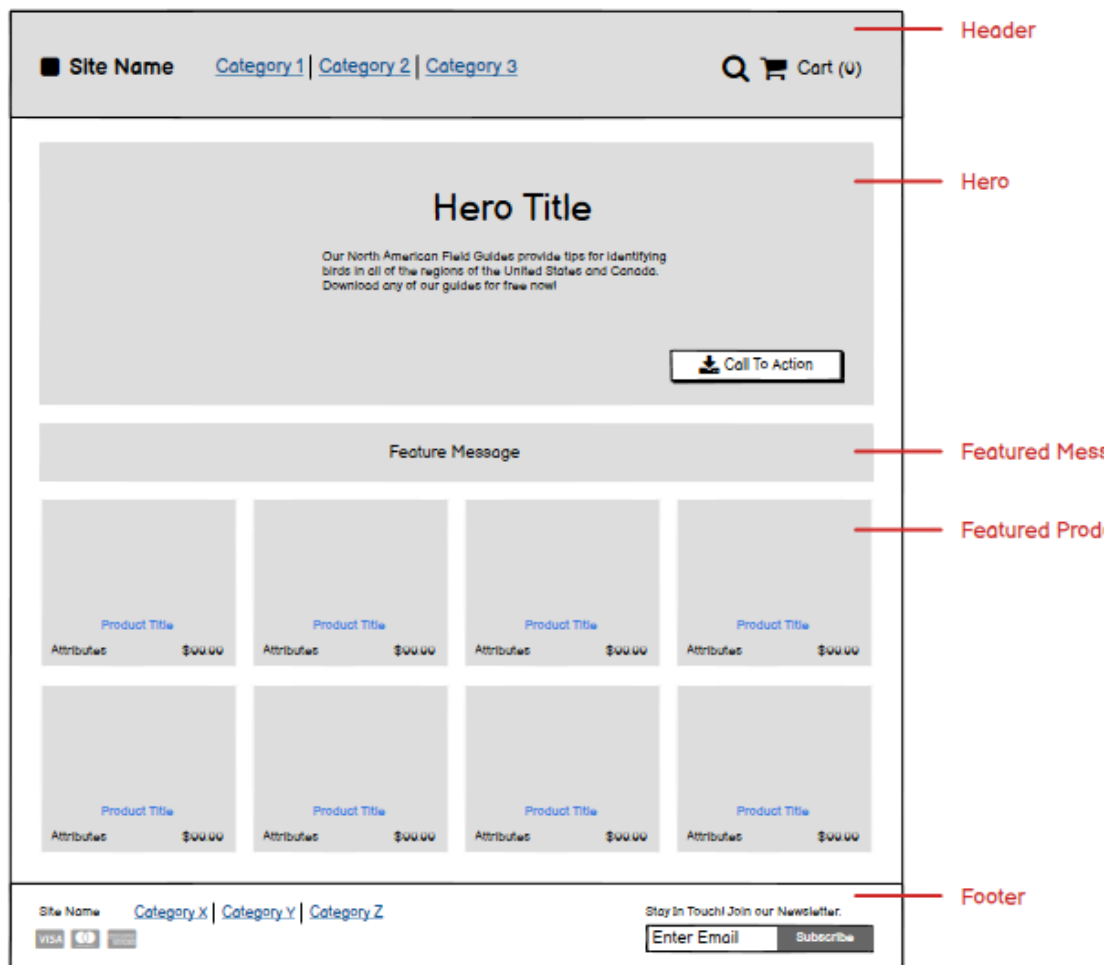 Header
Site Name Category 1 Category 2 Category 3 Cart (0)
Hero
Hero Title
Our North American Field Guides provide tips for identifying
birds in all of the regions of the United States and Canada.
Download any of our guides for free now!
Call To Action
Feature Message
Featured
Featured
Product Title Product Title Product Title Product Title
Attributes $00.00 Attributes $00.00 Attributes $00.00 Attributes $00.00
Product Title Product Title Product Title Product Title
Attributes $00.00 Attributes $00.00 Attributes $00.00 Attributes $00.00
Footer
Site Name Category X Category Y Category Z
VISA
Stay In Touch! Join our Newsletter.
Enter Email Subscribe